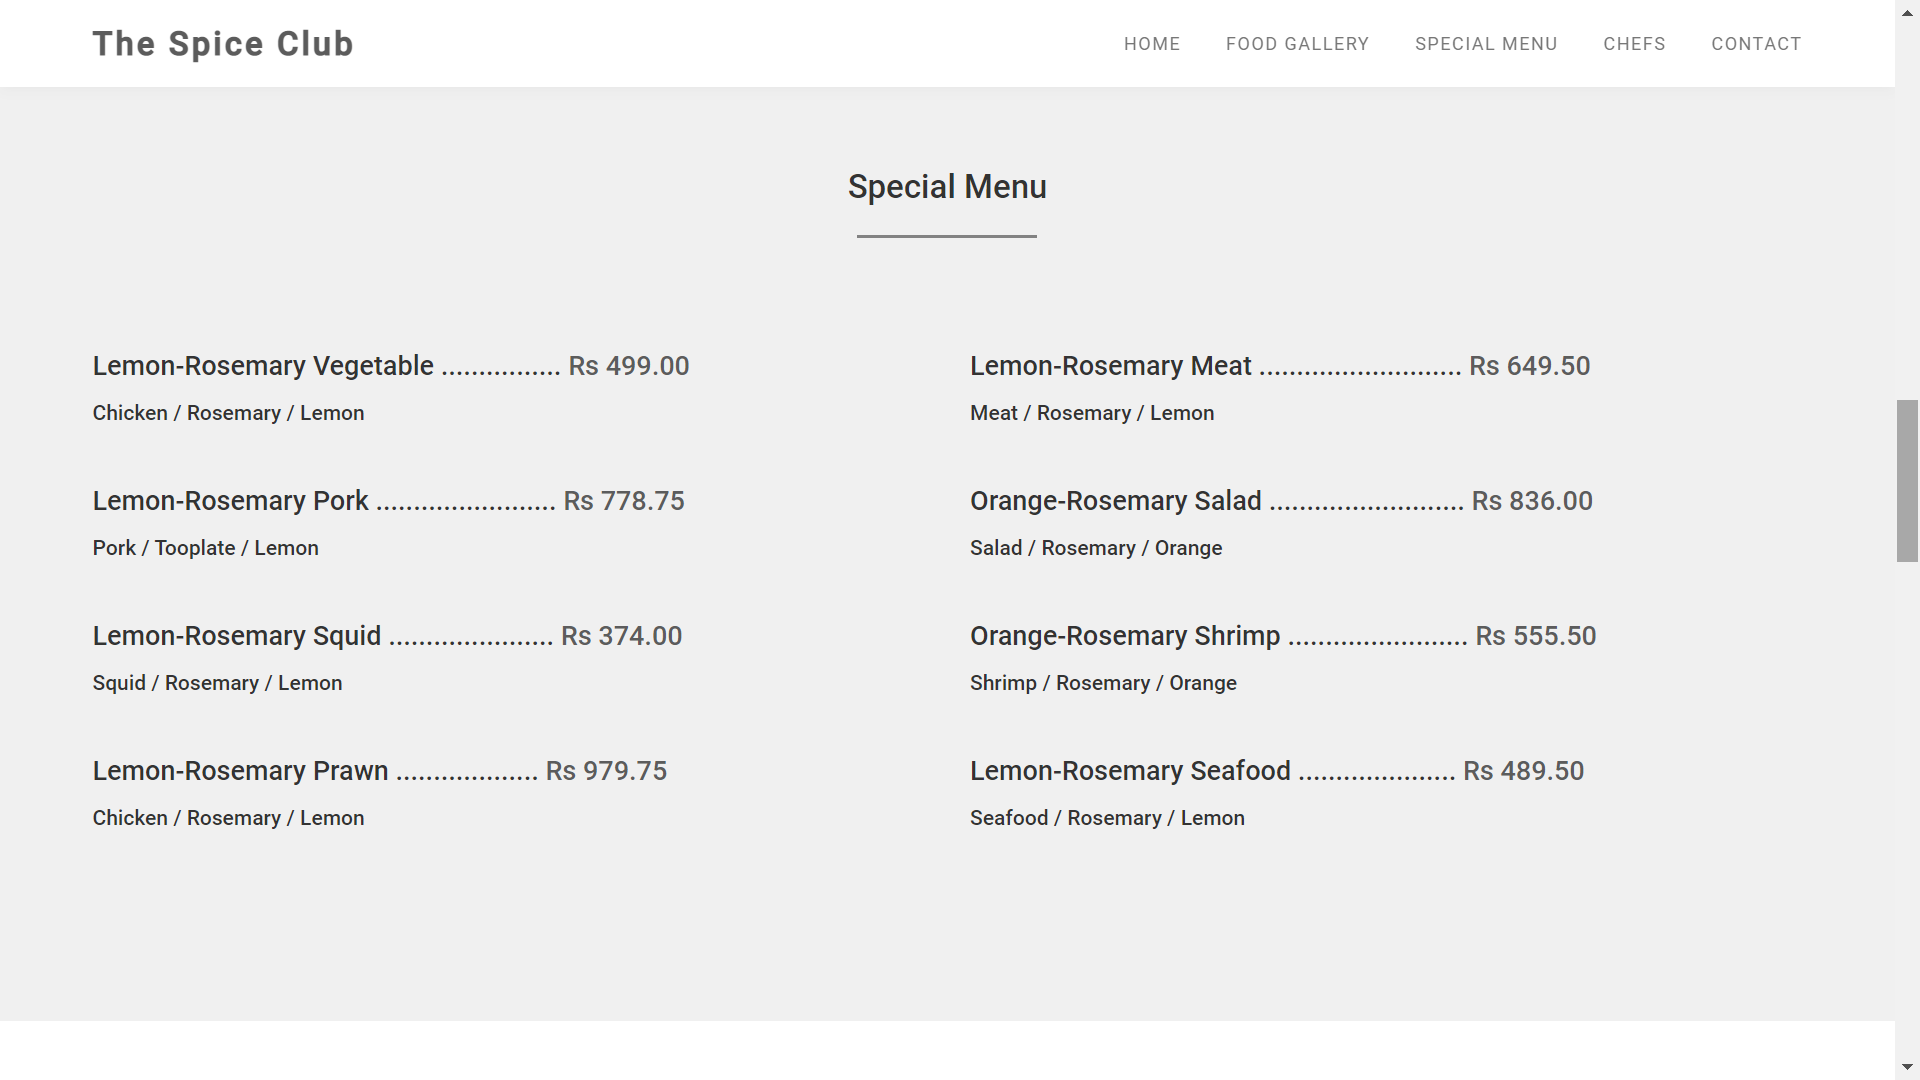 The Spice Club
HOME FOOD GALLERY SPECIAL MENU CHEFS CONTACT
Special Menu
Lemon-Rosemary Vegetable ................ Rs 499.00
Chicken / Rosemary / Lemon
Lemon-Rosemary Meat ........................... Rs 649.50
Meat / Rosemary / Lemon
Lemon-Rosemary Pork ........................ Rs 778.75
Pork / Tooplate / Lemon
Orange-Rosemary Salad .......................... Rs 836.00
Salad / Rosemary / Orange
Lemon-Rosemary Squid ...................... Rs 374.00
Squid / Rosemary / Lemon
Orange-Rosemary Shrimp ........................ Rs 555.50
Shrimp / Rosemary / Orange
Lemon-Rosemary Prawn ................... Rs 979.75
Chicken / Rosemary / Lemon
Lemon-Rosemary Seafood ..................... Rs 489.50
Seafood / Rosemary / Lemon